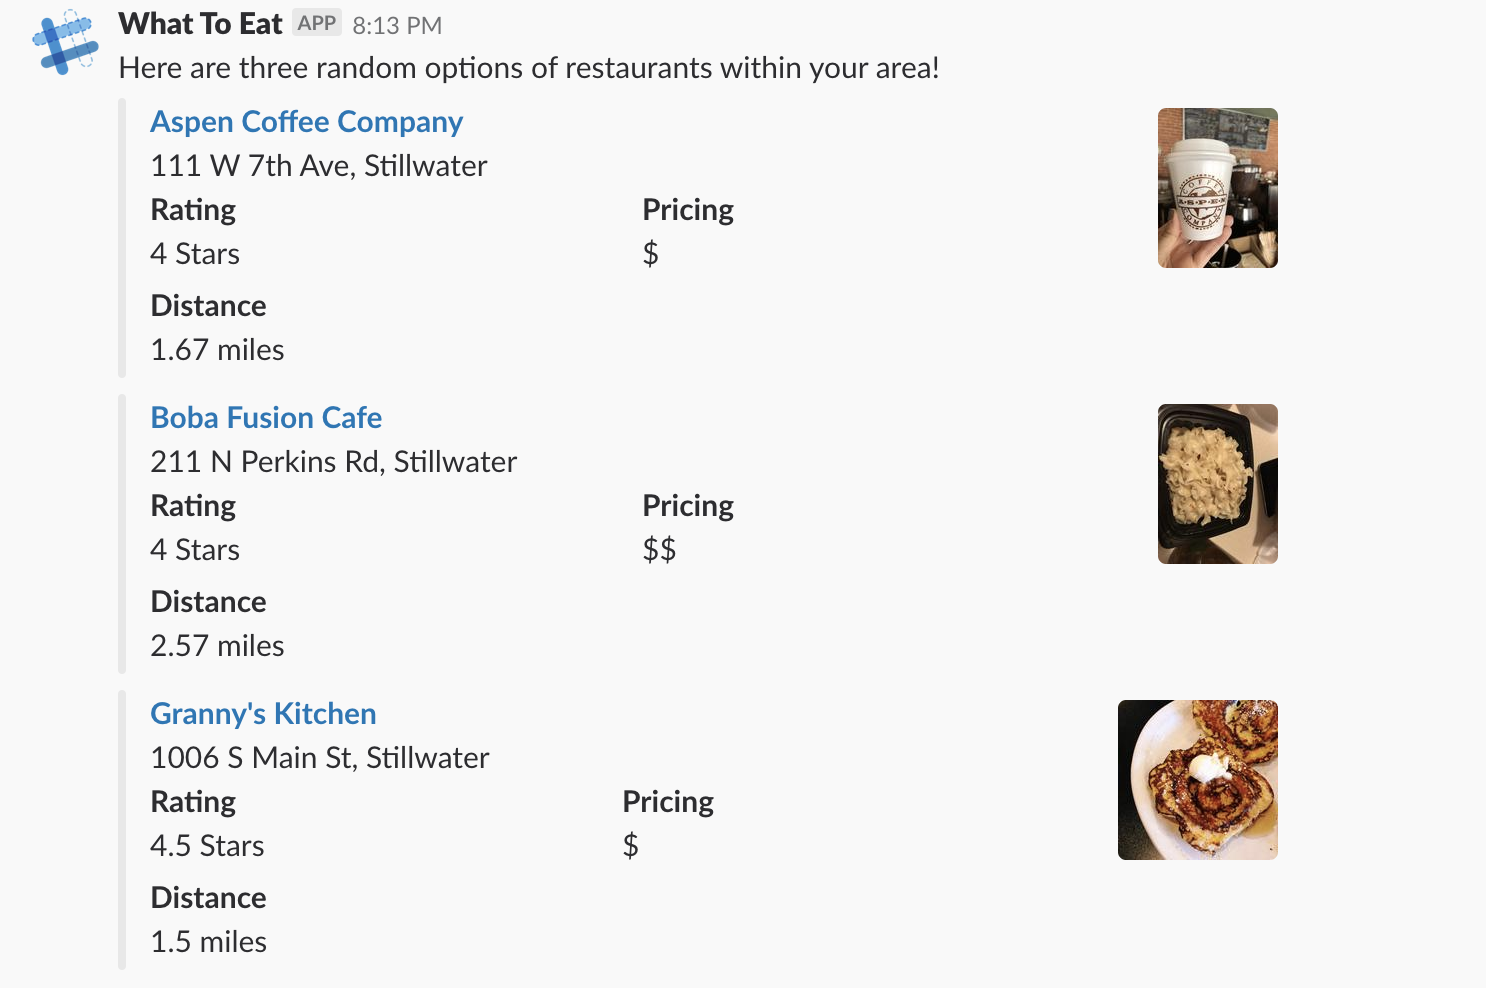 What To Eat APP 8:13 PM
Here are three random options of restaurants within your area!
Aspen Coffee Company
111 W 7th Ave, Stillwater
Rating Pricing
4 Stars $
Distance
1.67 miles
COFFEE
ASPEN
COMPANY
Boba Fusion Cafe
211 N Perkins Rd, Stillwater
Rating Pricing
4 Stars $$
Distance
2.57 miles
Granny's Kitchen
1006 S Main St, Stillwater
Rating Pricing
4.5 Stars $
Distance
1.5 miles